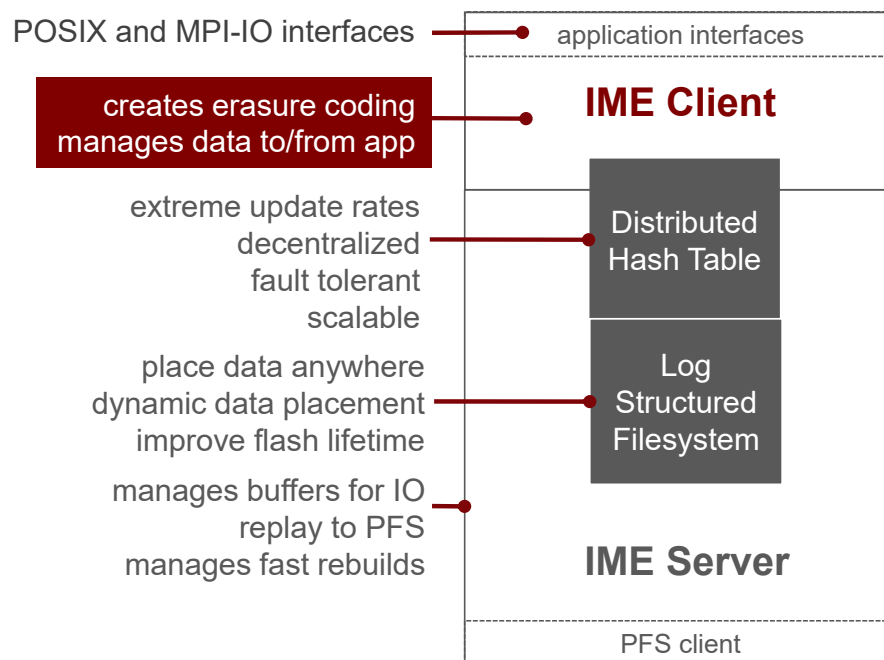 POSIX and MPI-IO interfaces
application interfaces
creates erasure coding
manages data to/from app
IME Client
extreme update rates
decentralized
fault tolerant
scalable
Distributed
Hash Table
place data anywhere
dynamic data placement
improve flash lifetime
Log
Structured
Filesystem
manages buffers for IO
replay to PFS
manages fast rebuilds
IME Server
PFS client